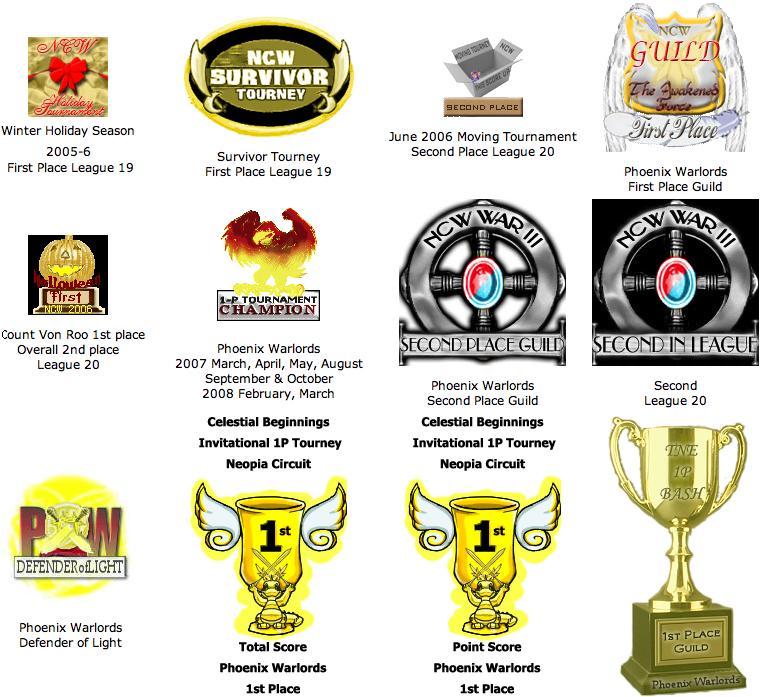 NCW
Holiday
Tournament
Winter Holiday Season
2005-6
First Place League 19
NCW
SURVIVOR
TOURNEY
Survivor Tourney
First Place League 19
MOVING TOURNEY
NCW
THIS SCORE UP
SECOND PLACE
June 2006 Moving Tournament
Second Place League 20
NCW
GUILD
The Awakened
Force
First Place
Phoenix Warlords
First Place Guild
Halloween
First
NCW 2006
Count Von Roo 1st place
Overall 2nd place
League 20
1-P TOURNAMENT
CHAMPION
Phoenix Warlords
2007 March, April, May, August
September & October
2008 February, March
NCW WAR III
SECOND PLACE GUILD
Phoenix Warlords
Second Place Guild
NCW WAR III
SECOND IN LEAGUE
Second
League 20
POW
DEFENDER of LIGHT
Phoenix Warlords
Defender of Light
Celestial Beginnings
Invitational 1P Tourney
Neopia Circuit
1st
Total Score
Phoenix Warlords
1st Place
Celestial Beginnings
Invitational 1P Tourney
Neopia Circuit
1st
Point Score
Phoenix Warlords
1st Place
TNE
1P
BASH
1ST PLACE
GUILD
Phoenix Warlords